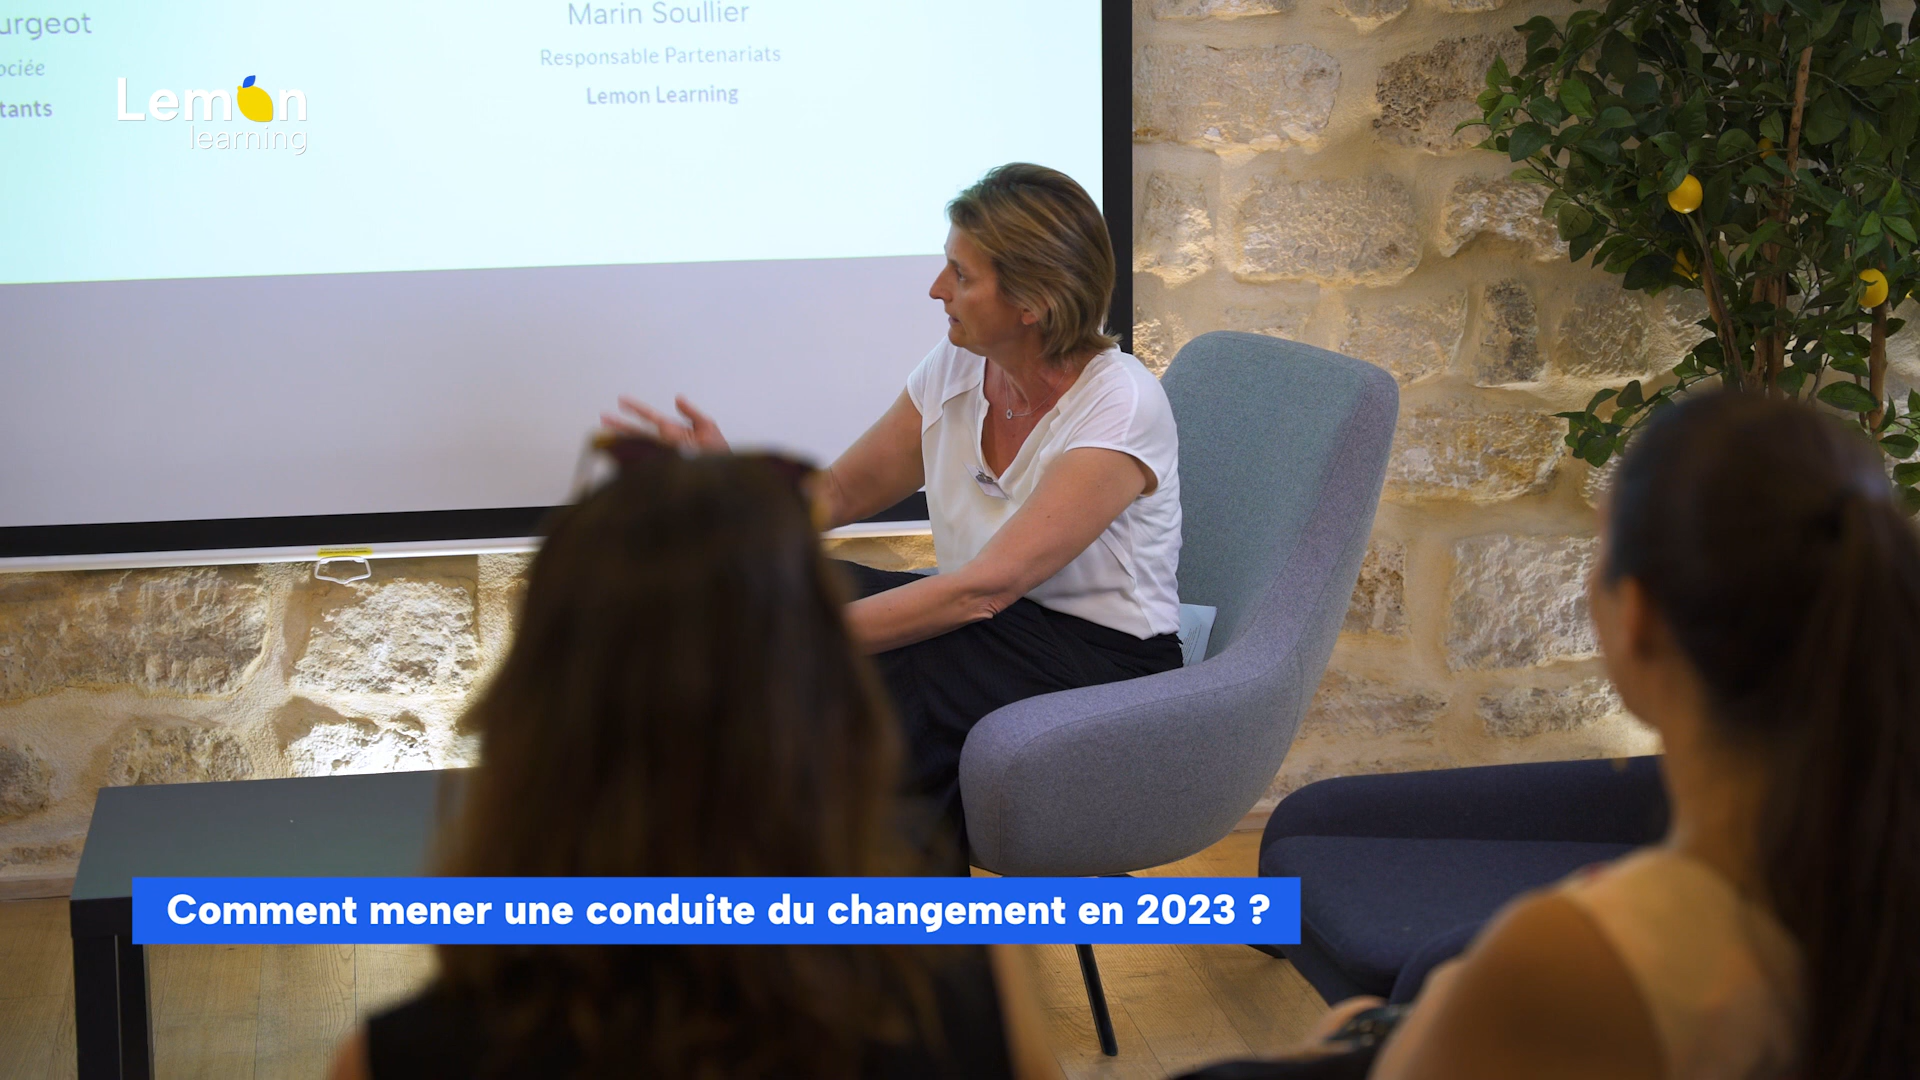 urgeot
ociée
tants
Marin Soullier
Responsable Partenariats
Lemon Learning
Lemon
learning
Comment mener une conduite du changement en 2023 ?